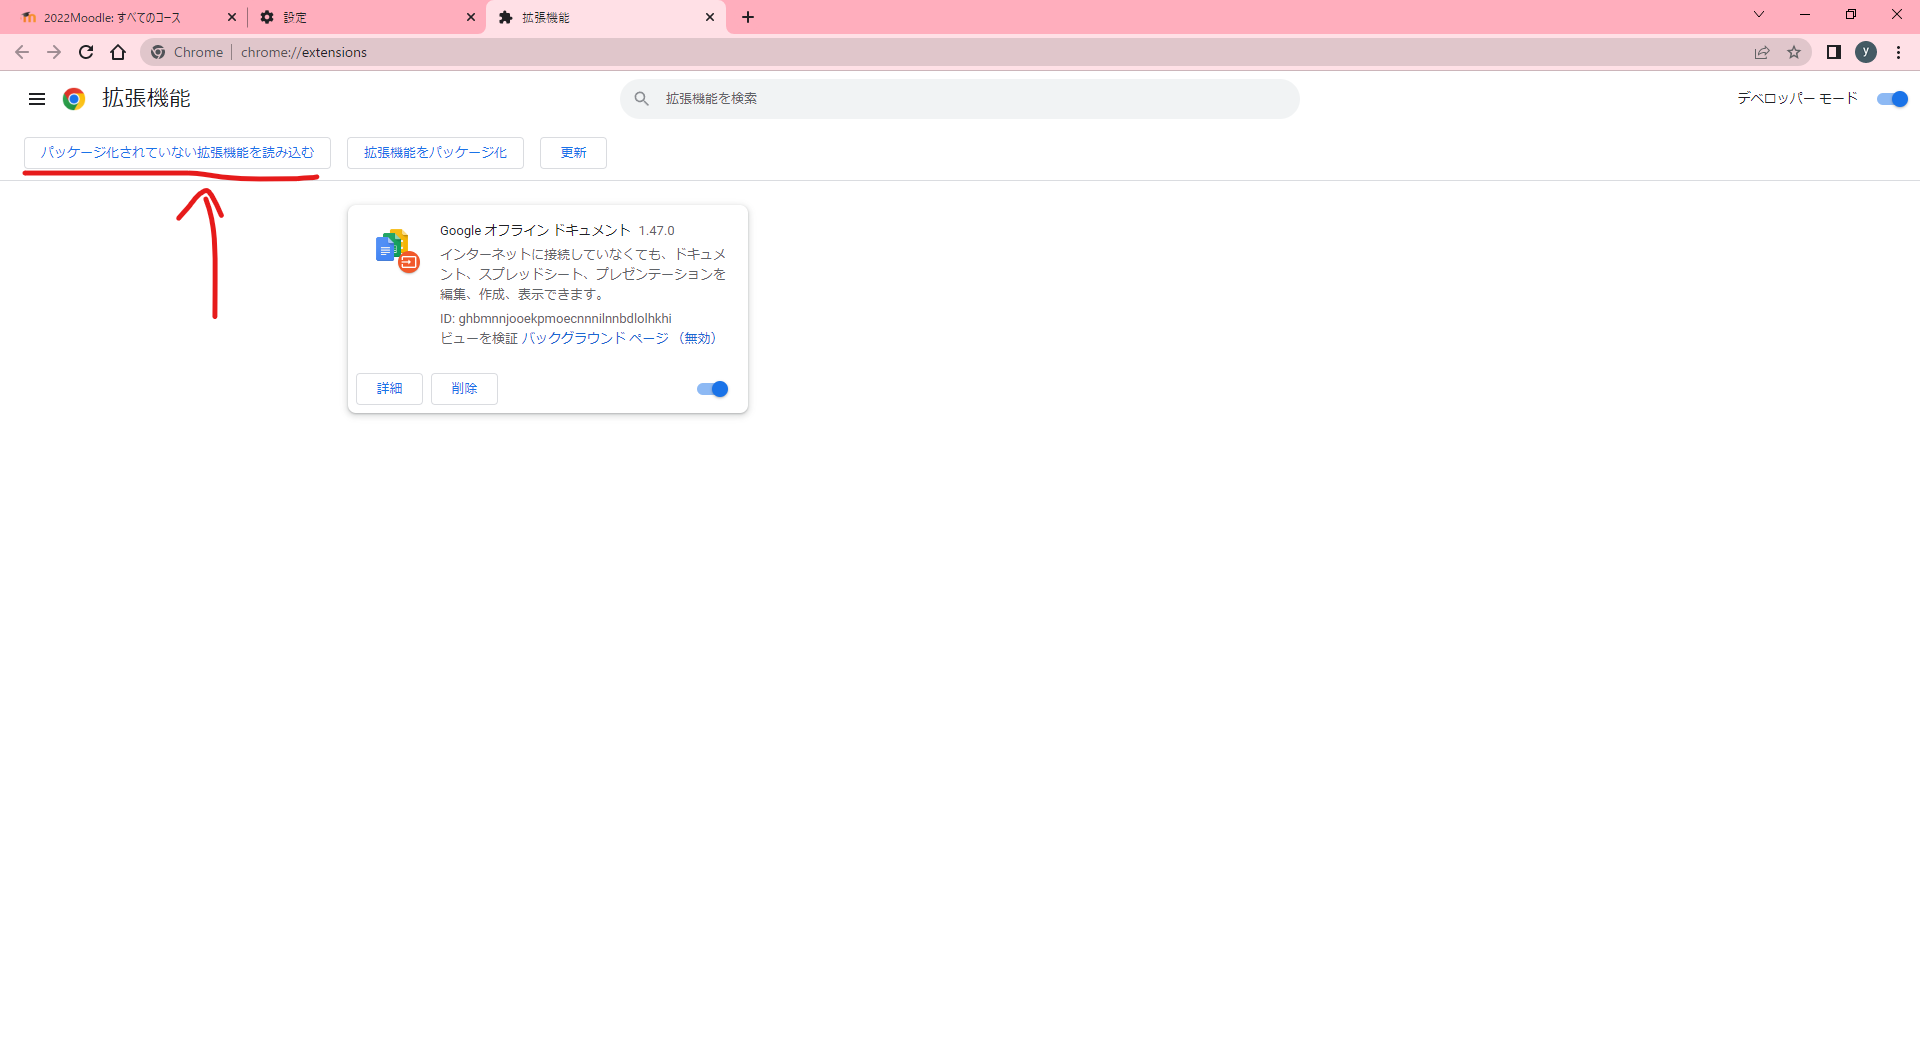 2022Moodle: すべてのコース
設定
拡張機能
Chrome
chrome://extensions
y
拡張機能
拡張機能を検索
デベロッパー モード
パッケージ化されていない拡張機能を読み込む
拡張機能をパッケージ化
更新
Google オフライン ドキュメント 1.47.0
インターネットに接続していなくても、ドキュメ
ント、スプレッドシート、プレゼンテーションを
編集、作成、表示できます。
ID: ghbmnnjooekpmoecnnnilnnbdlolhkhi
ビューを検証 バックグラウンド ページ （無効）
詳細
削除